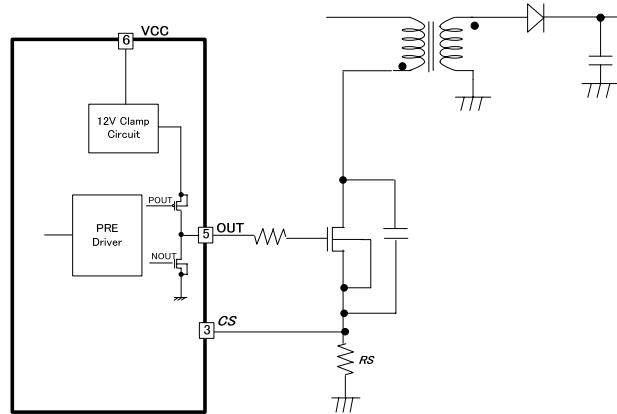 6 VCC
12V Clamp
Circuit
POUT
PRE
Driver
5 OUT
NOUT
3 CS
RS